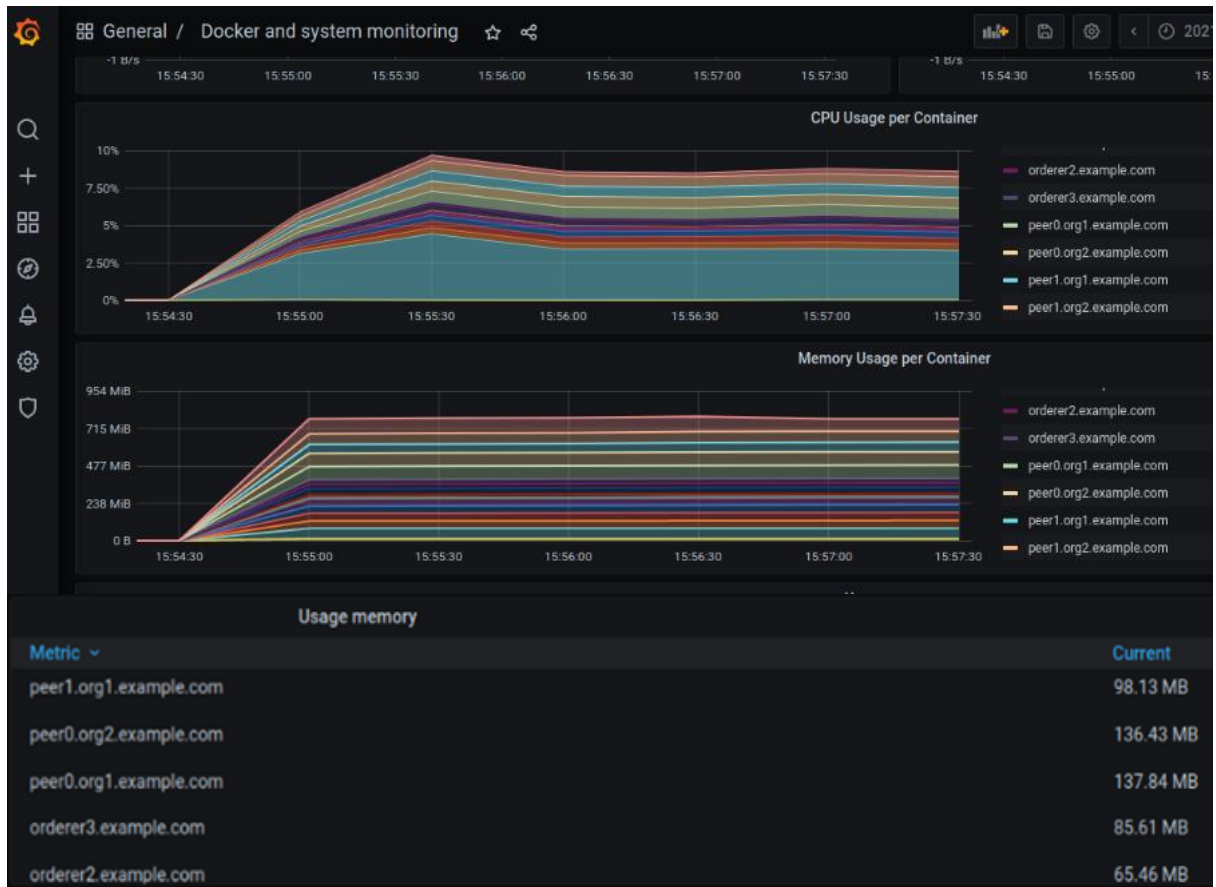 General / Docker and system monitoring 202
-1 B/s -1 B/s
15:54:30 15:55:00 15:55:30 15:56:00 15:56:30 15:57:00 15:57:30 15:54:30 15:55:00 15:
CPU Usage per Container
10%
7.50%
5%
2.50%
0%
15:54:30 15:55:00 15:55:30 15:56:00 15:56:30 15:57:00 15:57:30
orderer2.example.com
orderer3.example.com
peer0.org1.example.com
peer0.org2.example.com
peer1.org1.example.com
peer1.org2.example.com
Memory Usage per Container
954 MiB
715 MiB
477 MiB
238 MiB
0 B
15:54:30 15:55:00 15:55:30 15:56:00 15:56:30 15:57:00 15:57:30
orderer2.example.com
orderer3.example.com
peer0.org1.example.com
peer0.org2.example.com
peer1.org1.example.com
peer1.org2.example.com
Usage memory
Metric Current
peer1.org1.example.com 98.13 MB
peer0.org2.example.com 136.43 MB
peer0.org1.example.com 137.84 MB
orderer3.example.com 85.61 MB
orderer2.example.com 65.46 MB